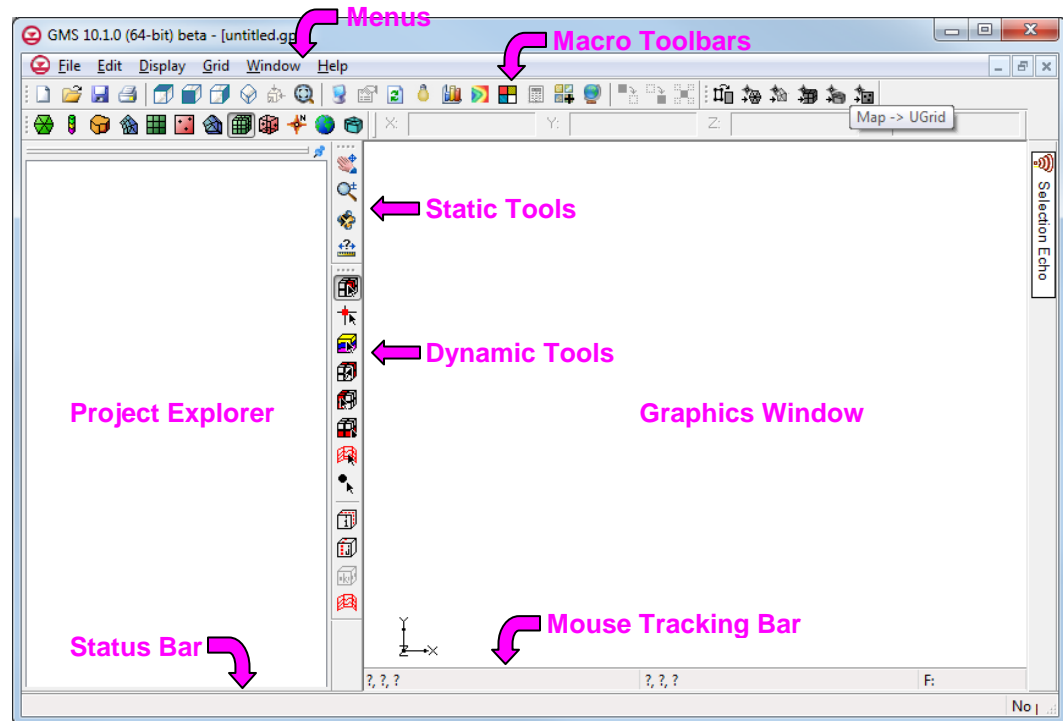 Menus
GMS 10.1.0 (64-bit) beta - [untitled.gp
Macro Toolbars
File Edit Display Grid Window Help
X: Y: Z:
Map -> UGrid
Selection Echo
Static Tools
Dynamic Tools
Project Explorer
Graphics Window
Y
Z X
Mouse Tracking Bar
Status Bar
?, ?, ? ?, ?, ? F:
No